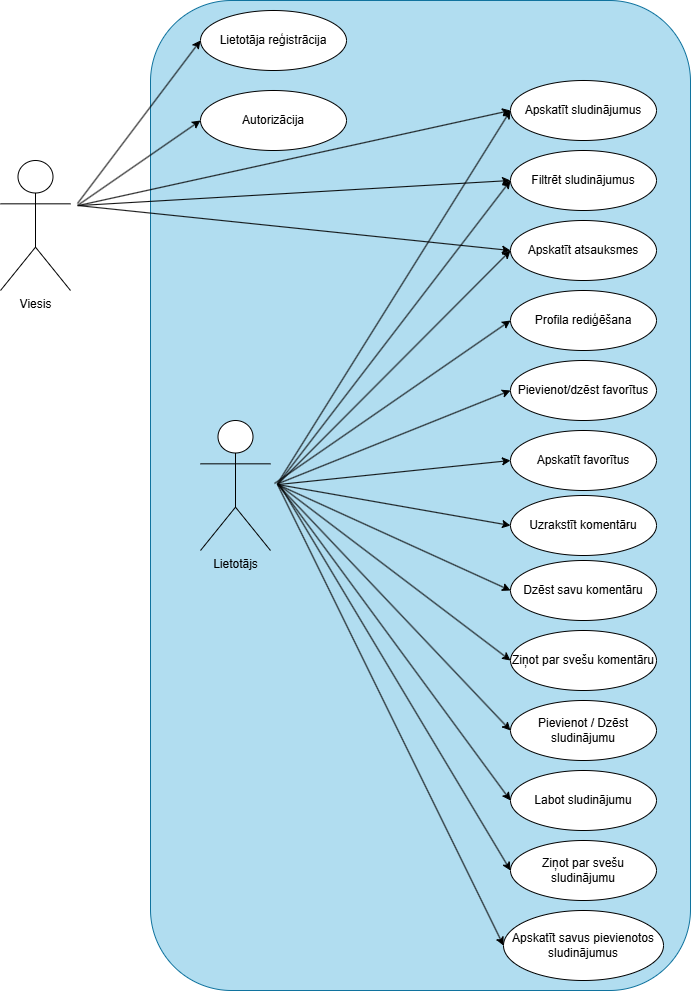 Lietotāja reģistrācija
Autorizācija
Apskatīt sludinājumus
Filtrēt sludinājumus
Apskatīt atsauksmes
Viesis
Profila rediģēšana
Pievienot/dzēst favorītus
Apskatīt favorītus
Uzrakstīt komentāru
Lietotājs
Dzēst savu komentāru
Ziņot par svešu komentāru
Pievienot / Dzēst
sludinājumu
Labot sludinājumu
Ziņot par svešu
sludinājumu
Apskatīt savus pievienotos
sludinājumus